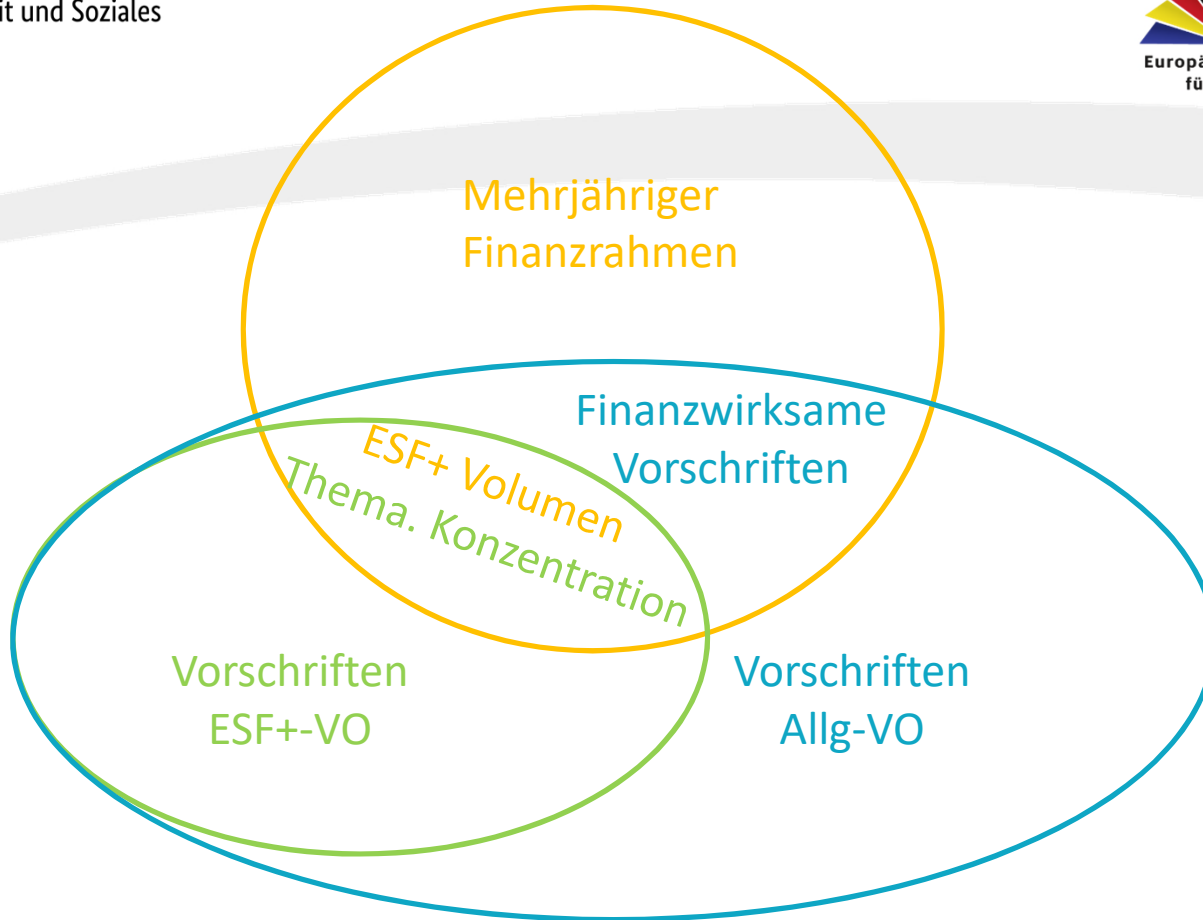 it und Soziales
Europä
fü
Mehrjähriger
Finanzrahmen
Finanzwirksame
Vorschriften
ESF+ Volumen
Thema. Konzentration
Vorschriften
ESF+-VO
Vorschriften
Allg-VO